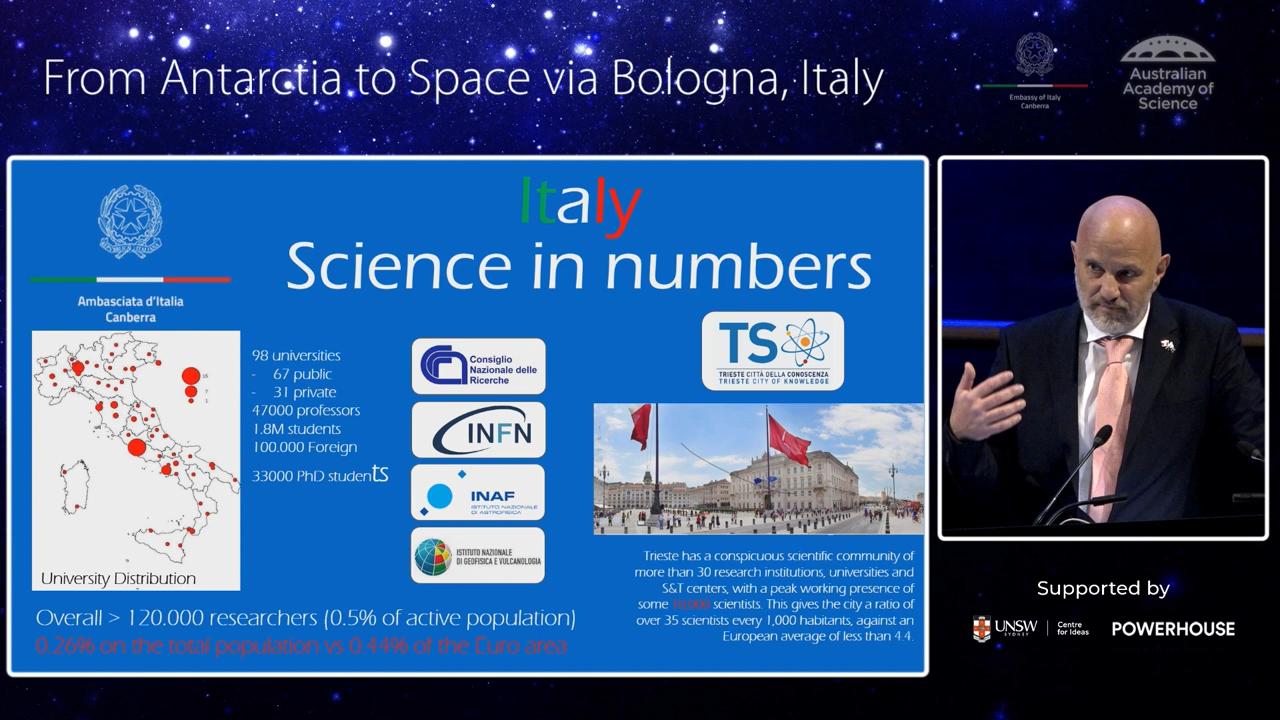 From Antarctia to Space via Bologna, Italy
Embassy of Italy
Canberra
Australian
Academy of
Science
Italy
Science in numbers
Ambasciata d'Italia
Canberra
University Distribution
98 universities
- 67 public
- 31 private
47000 professors
1.8M students
100.000 Foreign
33000 PhD students
Consiglio
Nazionale delle
Ricerche
INFN
INAF
ISTITUTO NAZIONALE
DI ASTROFISICA
ISTITUTO NAZIONALE
DI GEOFISICA E VULCANOLOGIA
TS
TRIESTE CITTÀ DELLA CONOSCENZA
TRIESTE CITY OF KNOWLEDGE
Trieste has a conspicuous scientific community of
more than 30 research institutions, universities and
S&T centers, with a peak working presence of
some 10,000 scientists. This gives the city a ratio of
over 35 scientists every 1,000 habitants, against an
European average of less than 4.4.
Overall > 120.000 researchers (0.5% of active population)
0.26% on the total population vs 0.44% of the Euro area
Supported by
UNSW
SYDNEY
Centre
for Ideas
POWERHOUSE